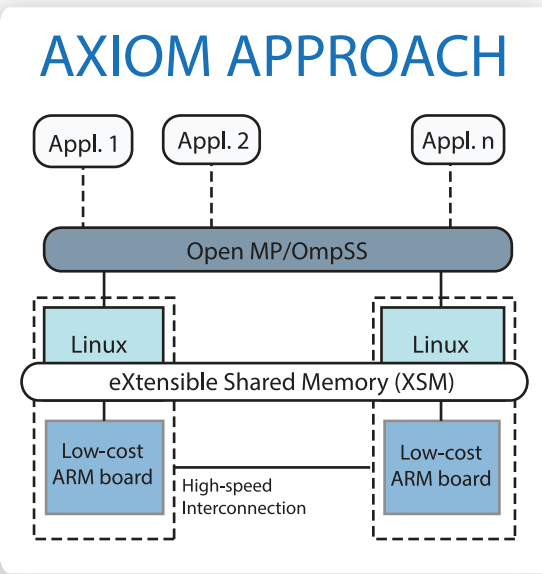 AXIOM APPROACH
Appl. 1
Appl. 2
Appl. n
Open MP/OmpSS
Linux
Linux
eXtensible Shared Memory (XSM)
Low-cost
ARM board
Low-cost
ARM board
High-speed
Interconnection